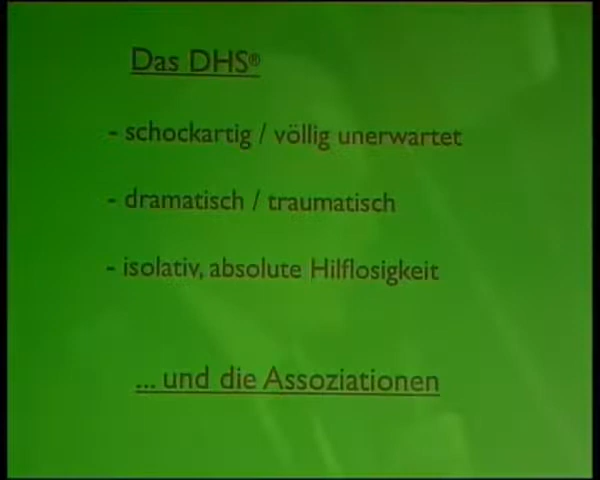 Das DHS®
- schockartig / völlig unerwartet
- dramatisch / traumatisch
- isolativ, absolute Hilflosigkeit
... und die Assoziationen